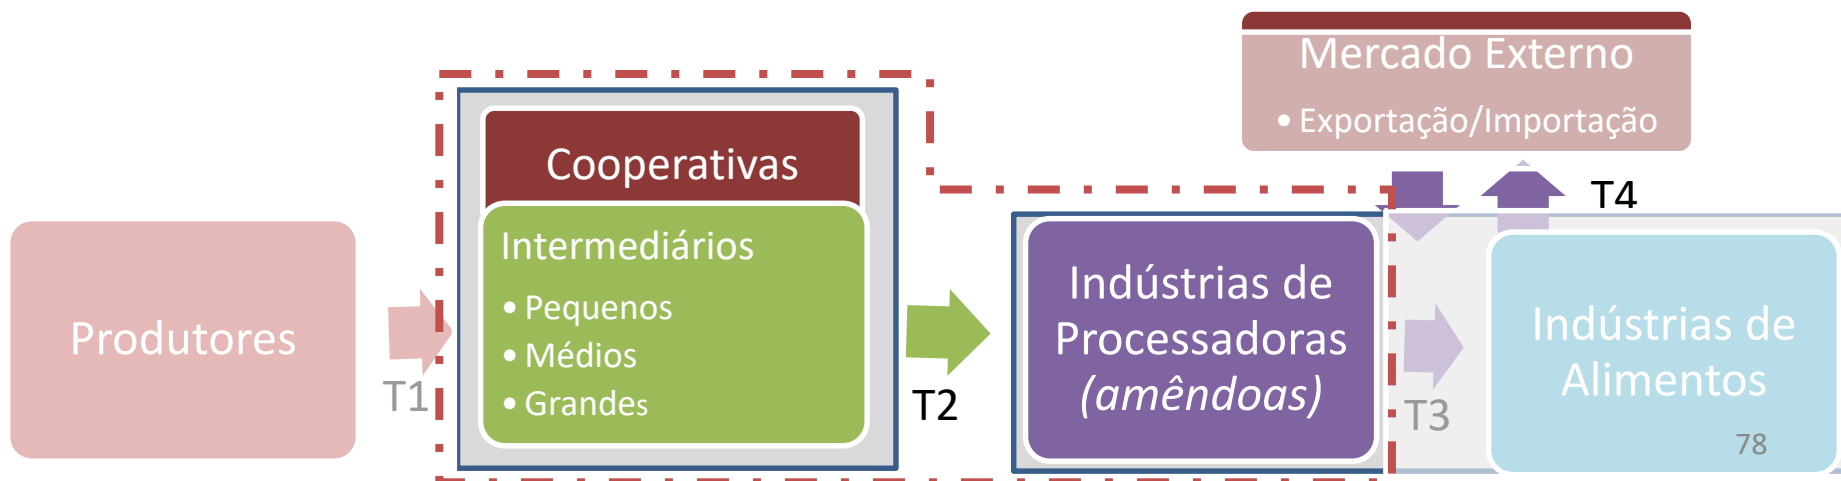 Mercado Externo
• Exportação/Importação
Cooperativas
T4
Intermediários
• Pequenos
• Médios
• Grandes
Produtores
T1
T2
Indústrias de
Processadoras
(amêndoas)
T3
Indústrias de
Alimentos
78